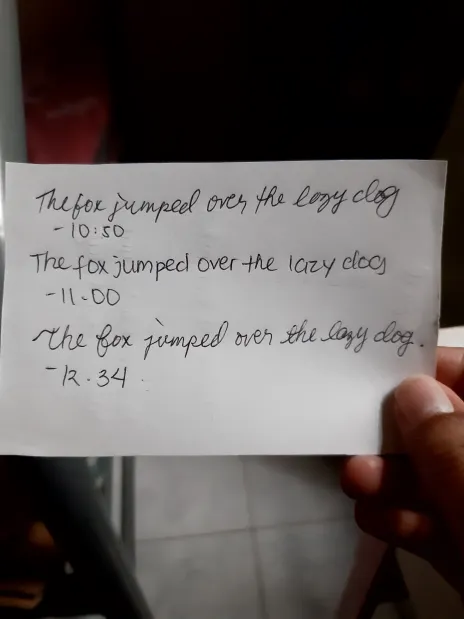 The fox jumped over the lazy dog
-10:50
The fox jumped over the lazy dog
-11.00
The fox jumped over the lazy dog.
-12.34